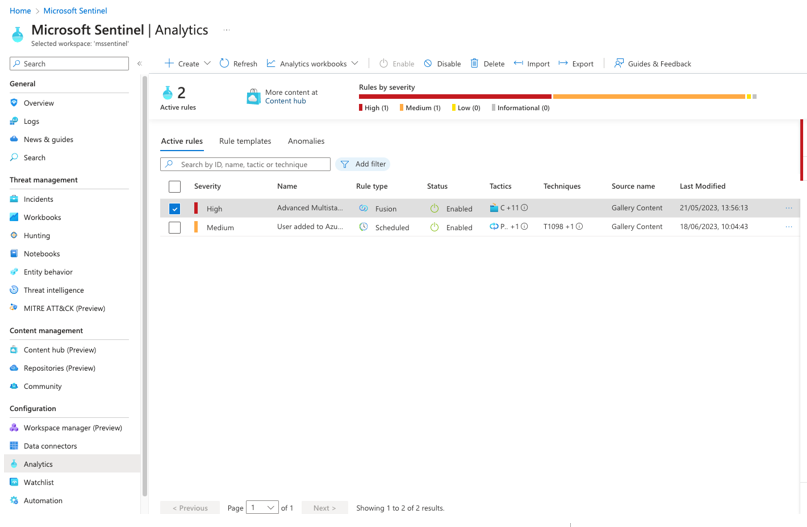 Home > Microsoft Sentinel
Microsoft Sentinel | Analytics ...
Selected workspace: 'mssentinel'
Search
«
Create
Refresh
Analytics workbooks
Enable
Disable
Delete
Import
Export
Guides & Feedback
General
Overview
Logs
News & guides
Search
Threat management
Incidents
Workbooks
Hunting
Notebooks
Entity behavior
Threat intelligence
MITRE ATT&CK (Preview)
Content management
Content hub (Preview)
Repositories (Preview)
Community
Configuration
Workspace manager (Preview)
Data connectors
Analytics
Watchlist
Automation
2
Active rules
More content at
Content hub
Rules by severity
High (1)
Medium (1)
Low (0)
Informational (0)
Active rules
Rule templates
Anomalies
Search by ID, name, tactic or technique
Add filter
Severity Name Rule type Status Tactics Techniques Source name Last Modified
High Advanced Multista... Fusion Enabled C +11 Gallery Content 21/05/2023, 13:56:13 ...
Medium User added to Azu... Scheduled Enabled P.. +1 T1098 +1 Gallery Content 18/06/2023, 10:04:43 ...
< Previous Page 1 of 1 Next > Showing 1 to 2 of 2 results.